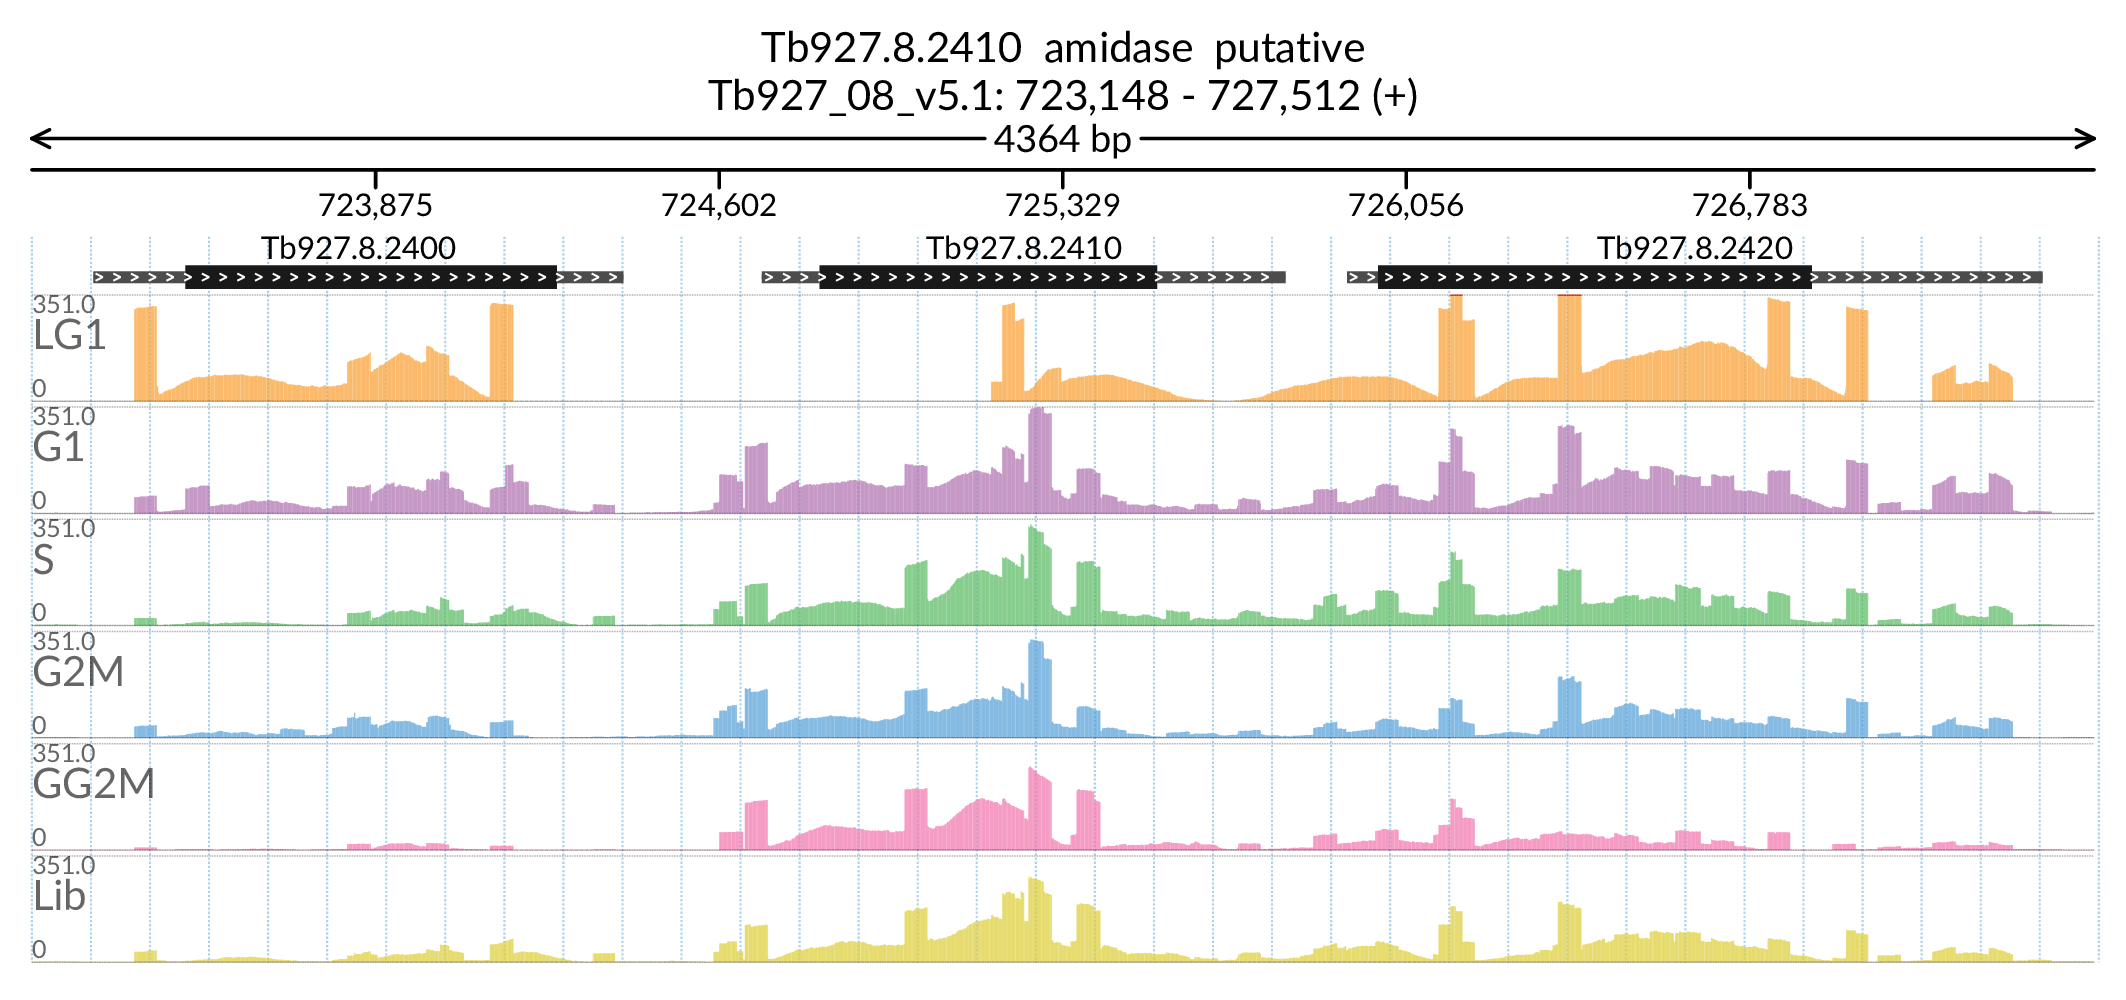 Tb927.8.2410 amidase putative
Tb927_08_v5.1: 723,148 - 727,512 (+)
4364 bp
723,875 724,602 725,329 726,056 726,783
Tb927.8.2400 Tb927.8.2410 Tb927.8.2420
351.0
LG1
0
351.0
G1
0
351.0
S
0
351.0
G2M
0
351.0
GG2M
0
351.0
Lib
0